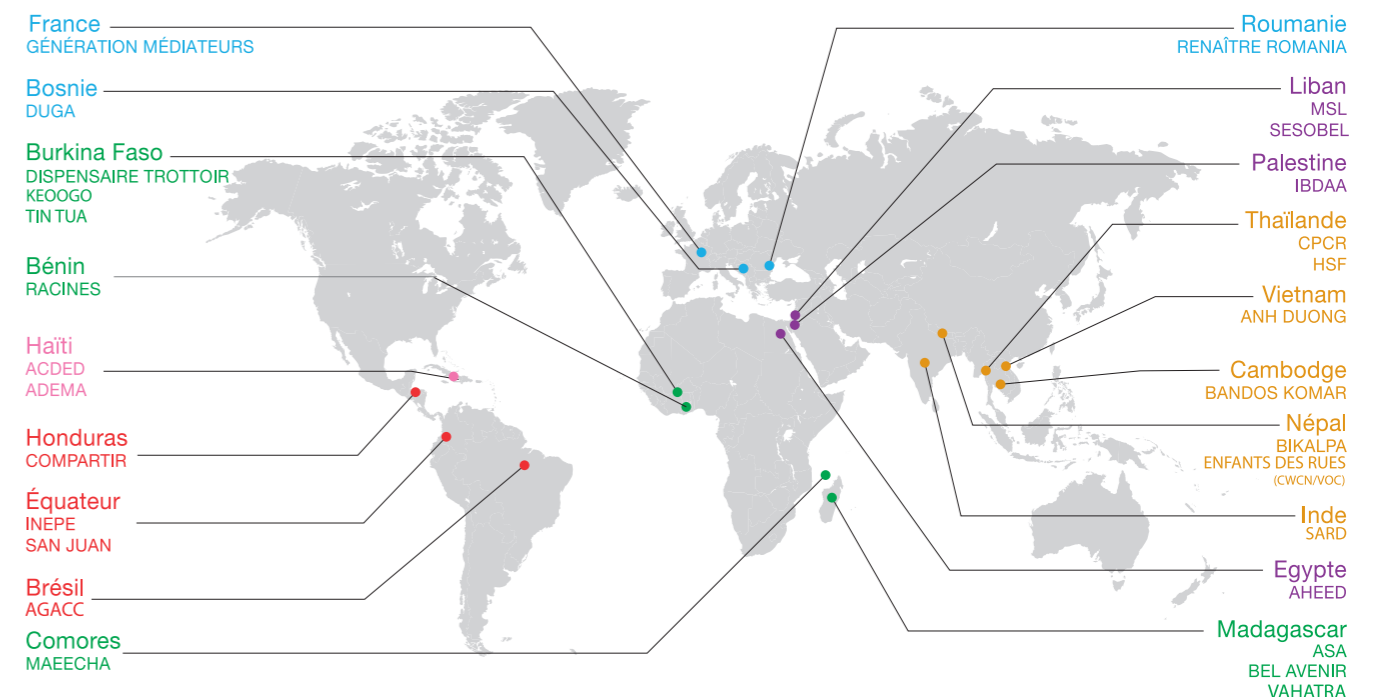 France
GÉNÉRATION MÉDIATEURS
Bosnie
DUGA
Burkina Faso
DISPENSAIRE TROTTOIR
KEOOGO
TIN TUA
Bénin
RACINES
Haïti
ACDED
ADEMA
Honduras
COMPARTIR
Équateur
INEPE
SAN JUAN
Brésil
AGACC
Comores
MAEECHA
Roumanie
RENAÎTRE ROMANIA
Liban
MSL
SESOBEL
Palestine
IBDAA
Thaïlande
CPCR
HSF
Vietnam
ANH DUONG
Cambodge
BANDOS KOMAR
Népal
BIKALPA
ENFANTS DES RUES
(CWCN/VOC)
Inde
SARD
Egypte
AHEED
Madagascar
ASA
BEL AVENIR
VAHATRA